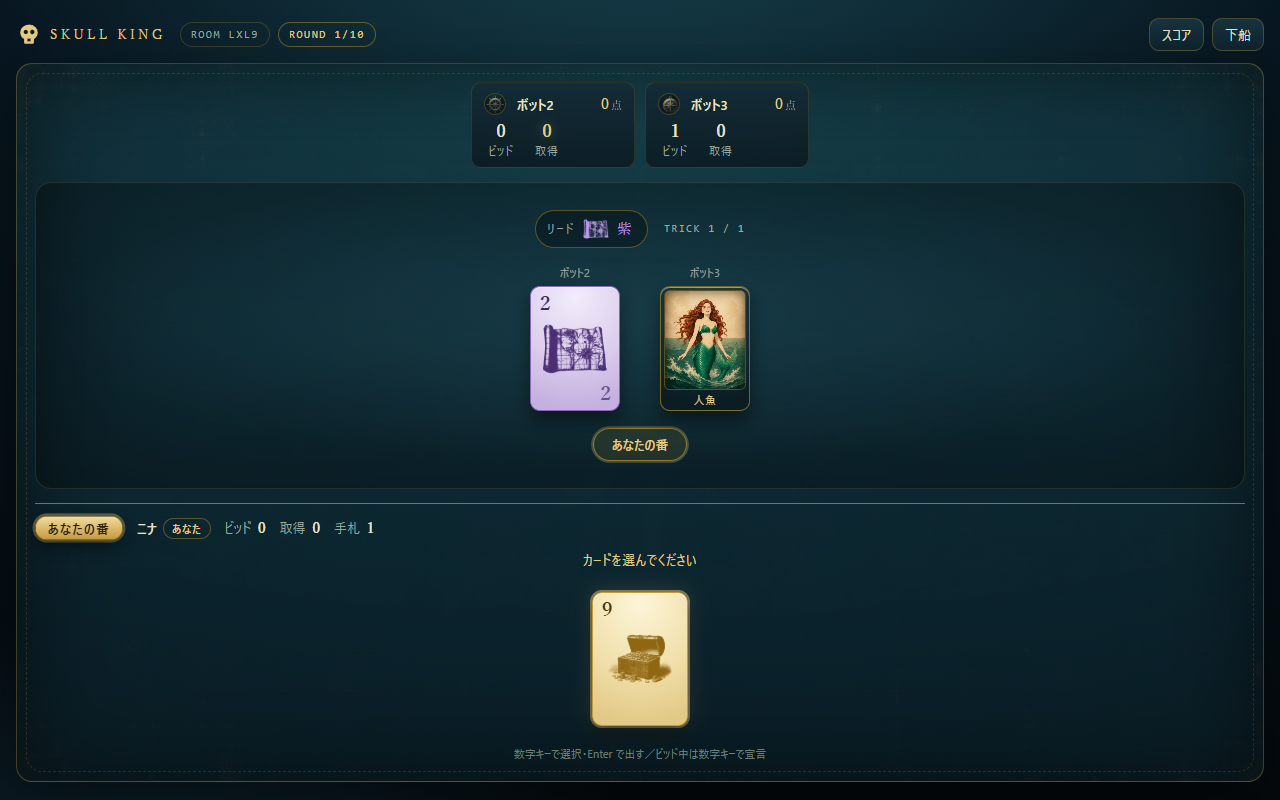 SKULL KING ROOM LXL9 ROUND 1/10 スコア 下船
ボット2 0点 ボット3 0点
0 0 1 0
ビッド 取得 ビッド 取得
リード 紫 TRICK 1 / 1
ボット2 ボット3
2
2
人魚
あなたの番
あなたの番 ニナ あなた ビッド 0 取得 0 手札 1
カードを選んでください
9
数字キーで選択・Enter で出す／ビッド中は数字キーで宣言